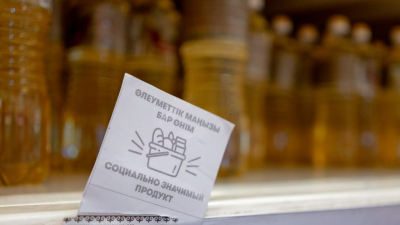 ӘЛЕУМЕТТІК МАҢЫЗЫ
БАР ӨНІМ
СОЦИАЛЬНО ЗНАЧИМЫЙ
ПРОДУКТ